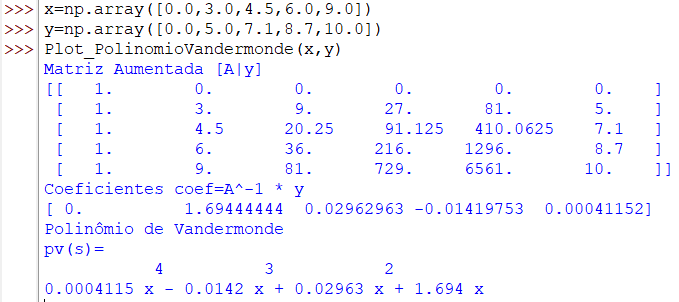 >>> x=np.array([0.0,3.0,4.5,6.0,9.0])
>>> y=np.array([0.0,5.0,7.1,8.7,10.0])
>>> Plot_PolinomioVandermonde(x,y)
Matriz Aumentada [A|y]
[[ 1. 0. 0. 0. 0. 0. ]
[ 1. 3. 9. 27. 81. 5. ]
[ 1. 4.5 20.25 91.125 410.0625 7.1 ]
[ 1. 6. 36. 216. 1296. 8.7 ]
[ 1. 9. 81. 729. 6561. 10. ]]
Coeficientes coef=A^-1 * y
[ 0. 1.69444444 0.02962963 -0.01419753 0.00041152]
Polinômio de Vandermonde
pv(s)=
4 3 2
0.0004115 x - 0.0142 x + 0.02963 x + 1.694 x